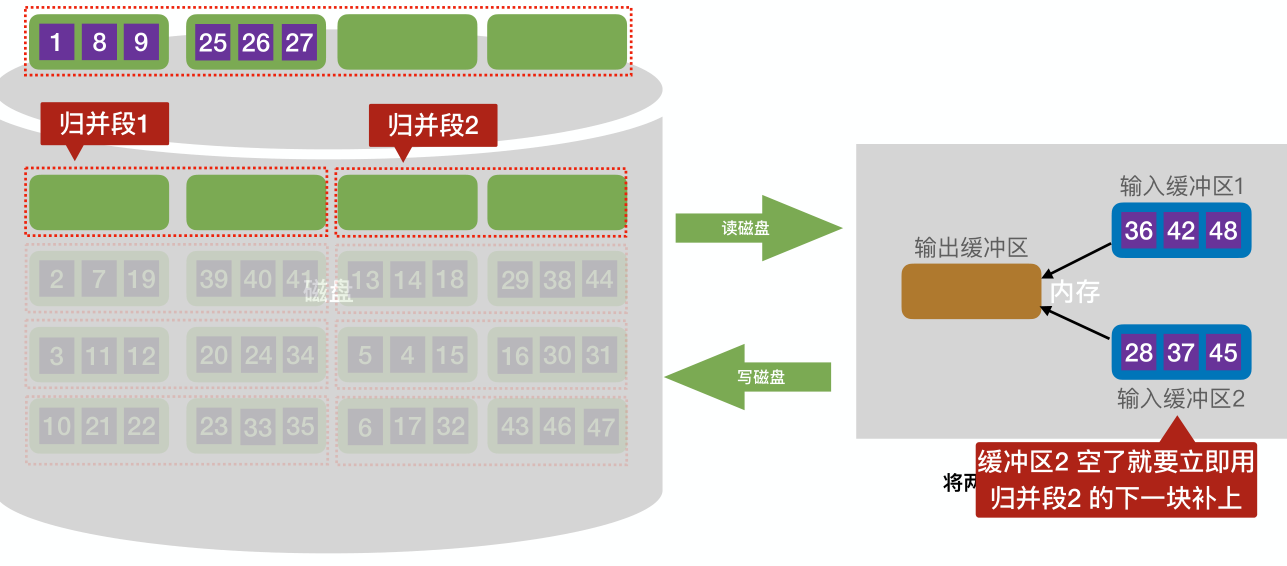 1 8 9 25 26 27
归并段1 归并段2
输入缓冲区1
36 42 48
读磁盘
输出缓冲区
2 7 19 39 40 41 13 14 18 29 38 44
磁盘
内存
28 37 45
3 11 12 20 24 34 5 4 15 16 30 31
写磁盘
输入缓冲区2
10 21 22 23 33 35 6 17 32 43 46 47
缓冲区2 空了就要立即用
归并段2 的下一块补上
将两